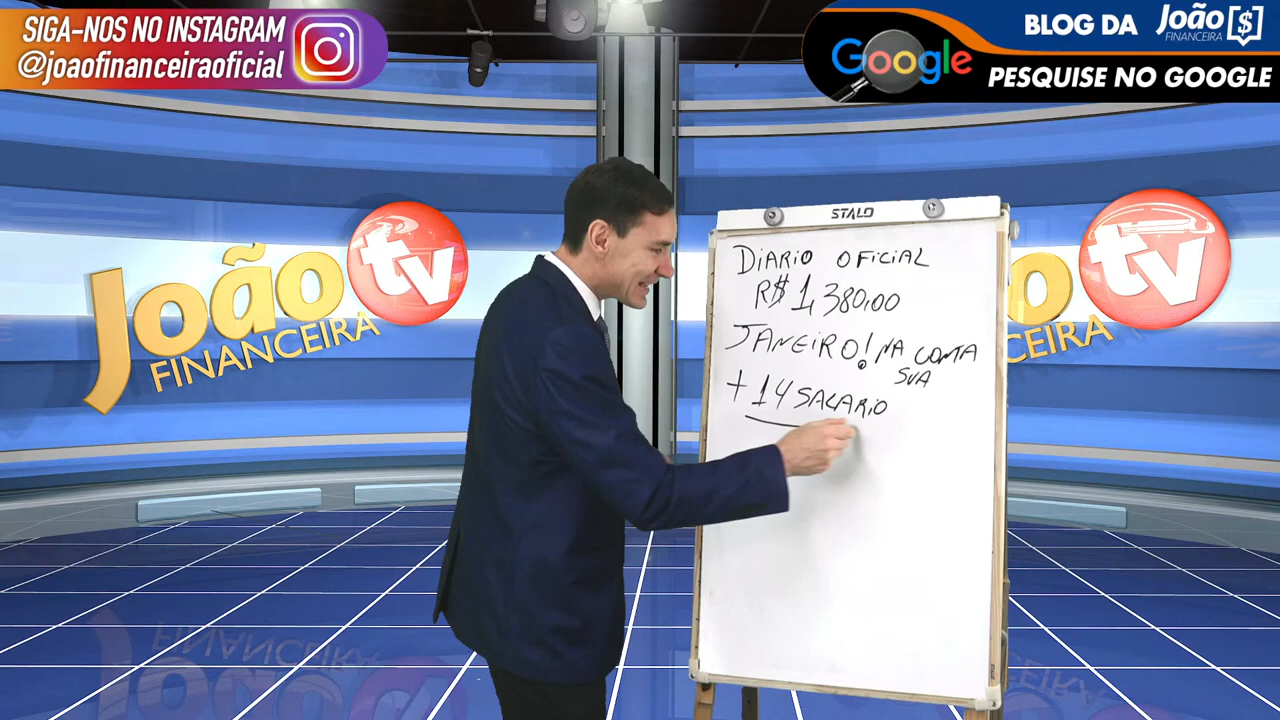 SIGA-NOS NO INSTAGRAM
@joaofinanceiraoficial
Google
BLOG DA João FINANCEIRA $
PESQUISE NO GOOGLE
João tv
FINANCEIRA
o tv
CEIRA
STALO
DIARIO OFICIAL
R$ 1,380,00
JANEIRO! NA CONTA
SUA
+ 14 SALARIO
STALO